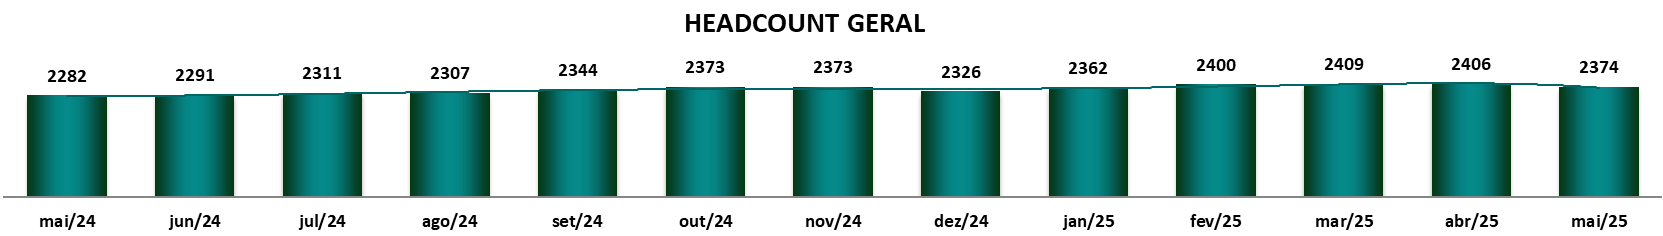 HEADCOUNT GERAL
2282 2291 2311 2307 2344 2373 2373 2326 2362 2400 2409 2406 2374
mai/24 jun/24 jul/24 ago/24 set/24 out/24 nov/24 dez/24 jan/25 fev/25 mar/25 abr/25 mai/25